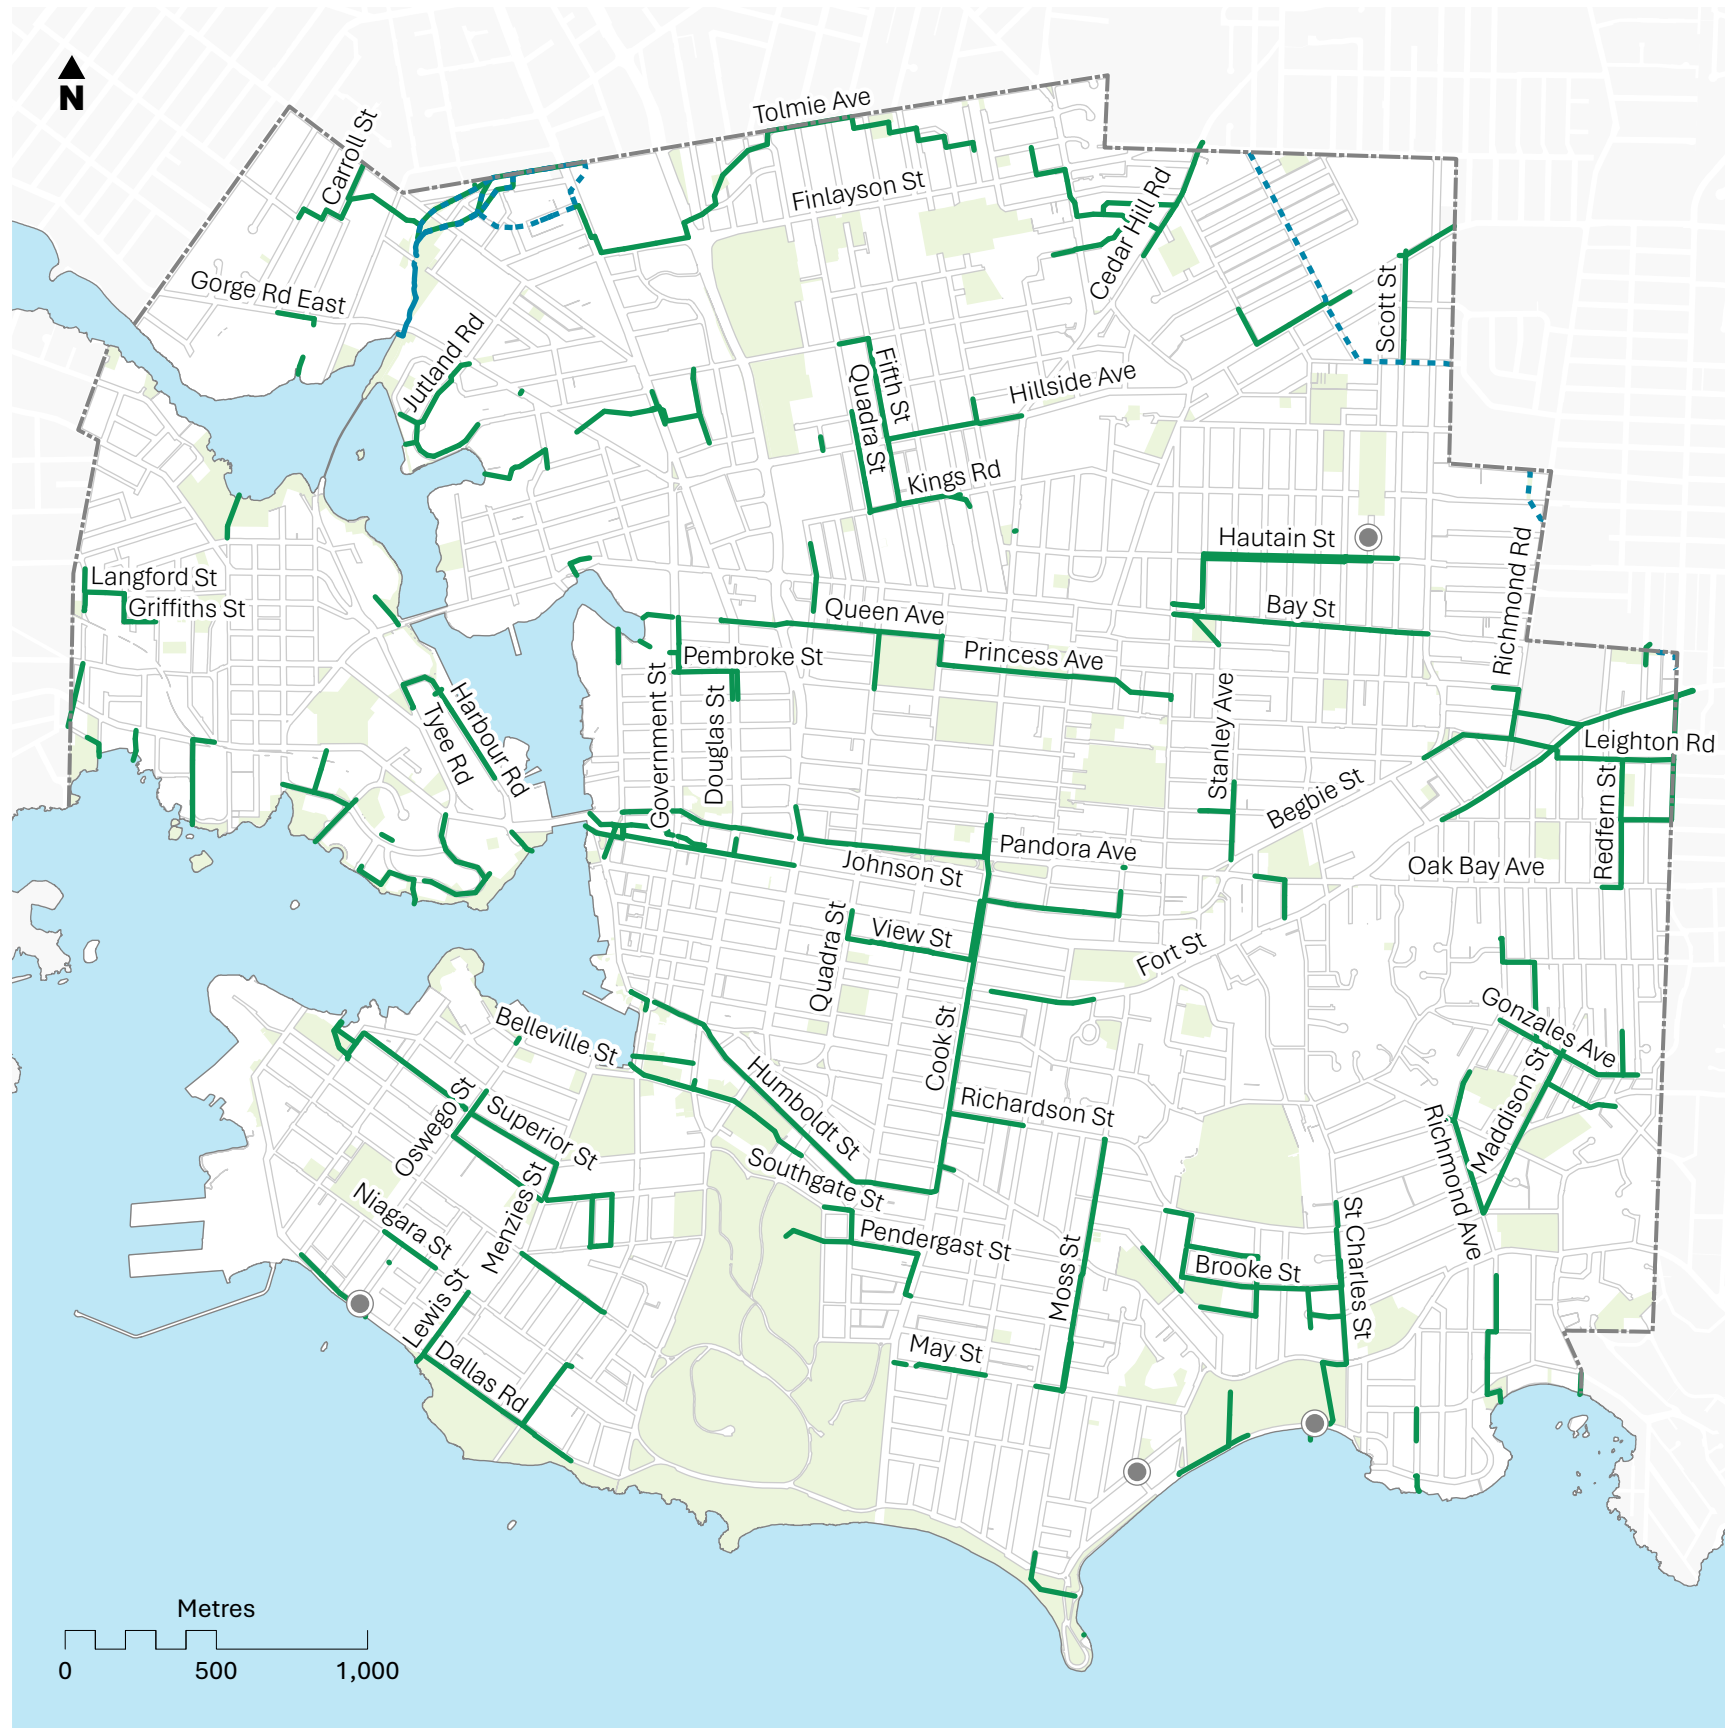 N
Tolmie Ave
Carroll St
Finlayson St
Cedar Hill Rd
Gorge Rd East
Scott St
Jutland Rd
Fifth St
Quadra St
Hillside Ave
Kings Rd
Hautain St
Richmond Rd
Langford St
Griffiths St
Queen Ave
Bay St
Pembroke St
Princess Ave
Government St
Douglas St
Stanley Ave
Harbour Rd
Tyee Rd
Leighton Rd
Redfern St
Begbie St
Pandora Ave
Johnson St
Oak Bay Ave
View St
Quadra St
Fort St
Gonzales Ave
Belleville St
Cook St
Humboldt St
Richardson St
Maddison St
Richmond Ave
Oswego St
Superior St
Southgate St
Menzies St
Niagara St
Pendergast St
Moss St
Brooke St
St Charles St
Lewis St
Dallas Rd
May St
Metres
0 500 1,000